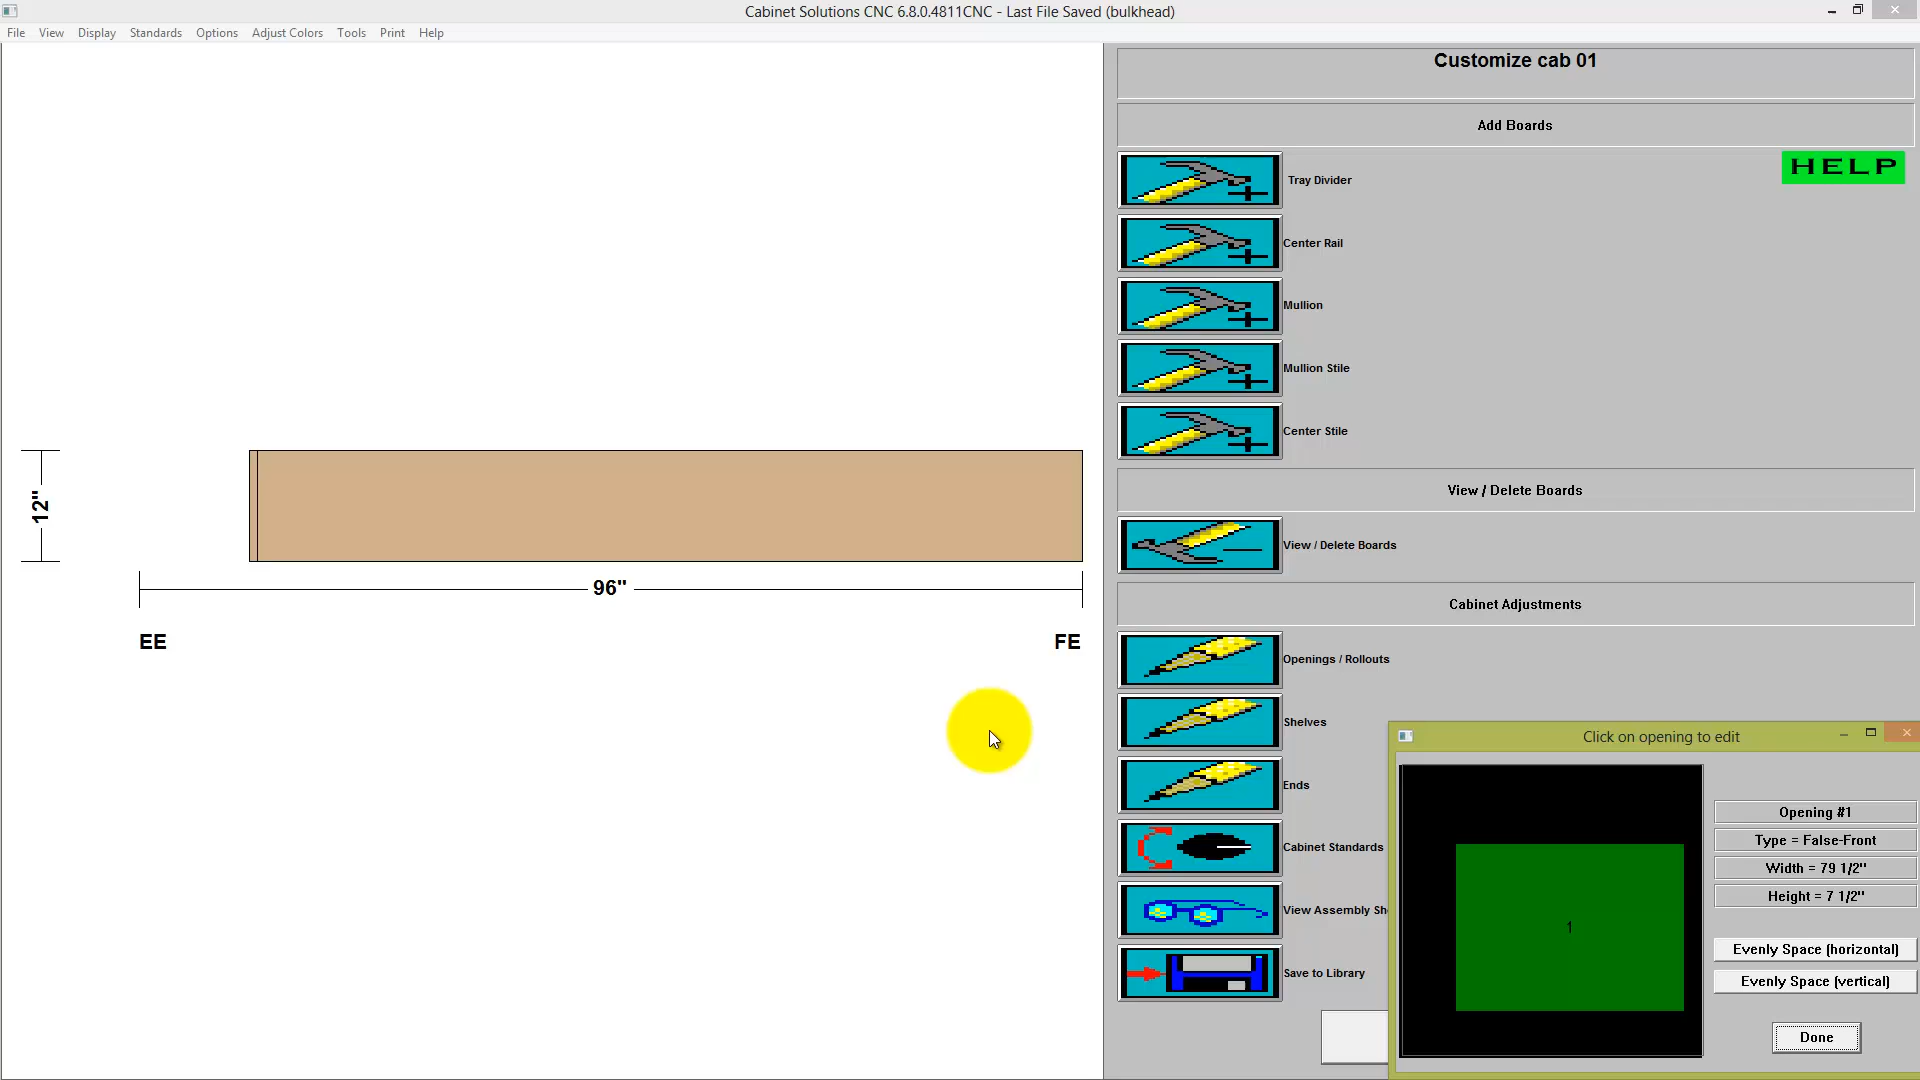 Cabinet Solutions CNC 6.8.0.4811CNC - Last File Saved (bulkhead)
File View Display Standards Options Adjust Colors Tools Print Help
Customize cab 01
Add Boards
HELP
Tray Divider
Center Rail
Mullion
Mullion Stile
Center Stile
View / Delete Boards
View / Delete Boards
Cabinet Adjustments
Openings / Rollouts
Shelves
Ends
Cabinet Standards
View Assembly Sh
Save to Library
12"
96"
EE FE
Click on opening to edit
1
Opening #1
Type = False-Front
Width = 79 1/2"
Height = 7 1/2"
Evenly Space (horizontal)
Evenly Space (vertical)
Done